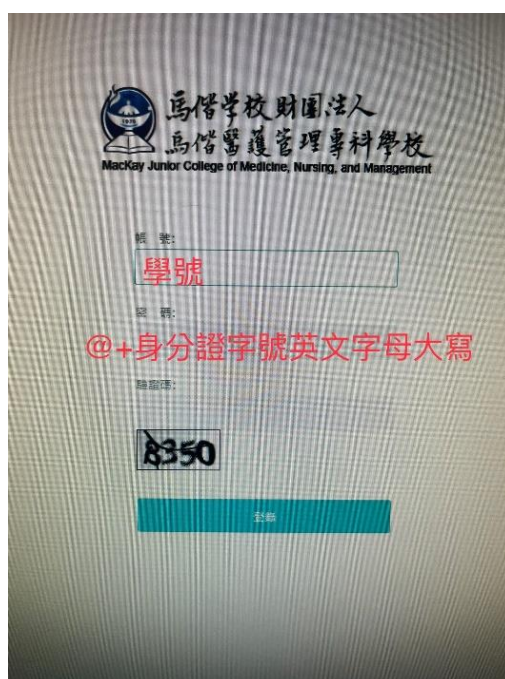 馬偕學校財團法人
馬偕醫護管理專科學校
MacKay Junior College of Medicine, Nursing, and Management
1970
帳 號:
學號
密 碼:
@+身分證字號英文字母大寫
驗證碼:
8350
登錄